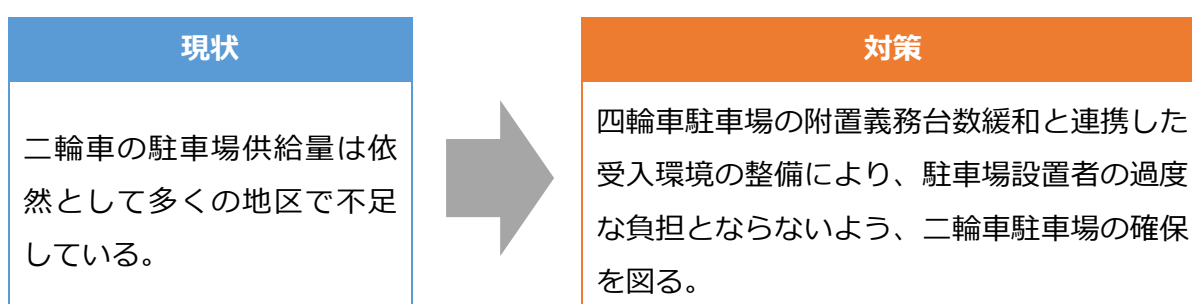 現状
二輪車の駐車場供給量は依
然として多くの地区で不足
している。
対策
四輪車駐車場の附置義務台数緩和と連携した
受入環境の整備により、駐車場設置者の過度
な負担とならないよう、二輪車駐車場の確保
を図る。